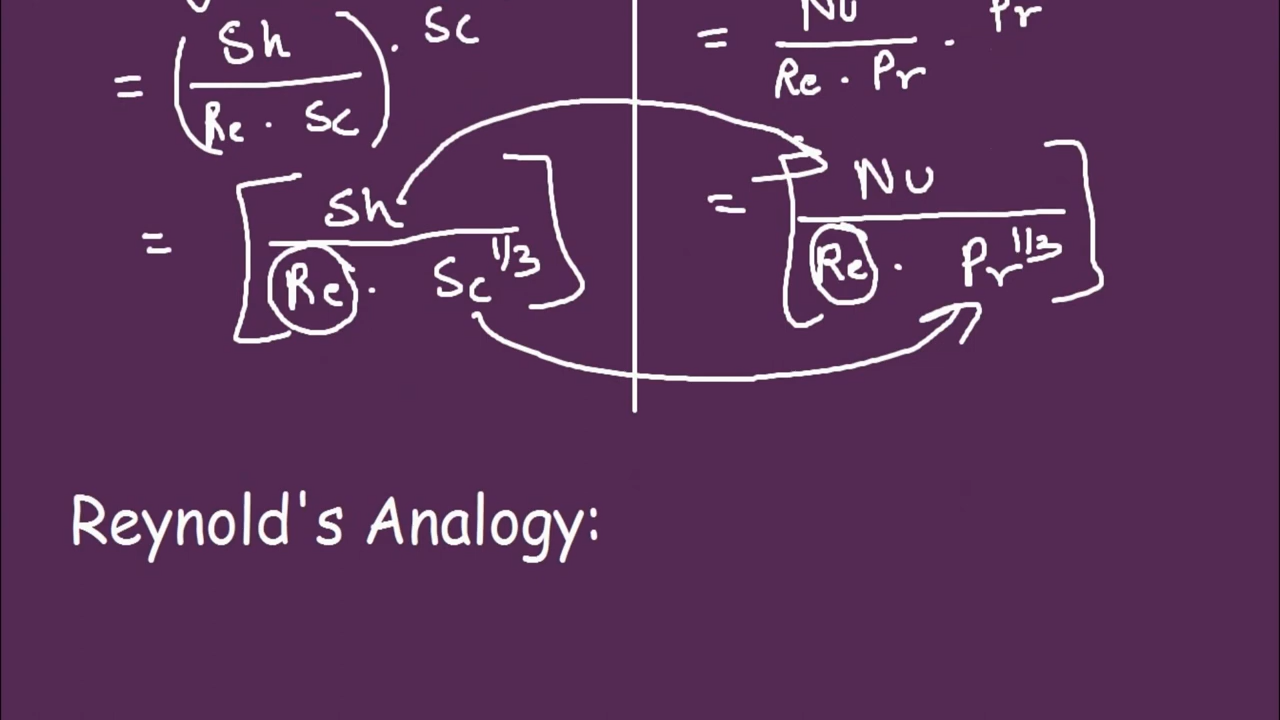 = (Sh / Re · Sc) · Sc
= [Sh / Re · Sc^1/3]
= Nu / Re · Pr · Pr
= [Nu / Re · Pr^1/3]
Reynold's Analogy: